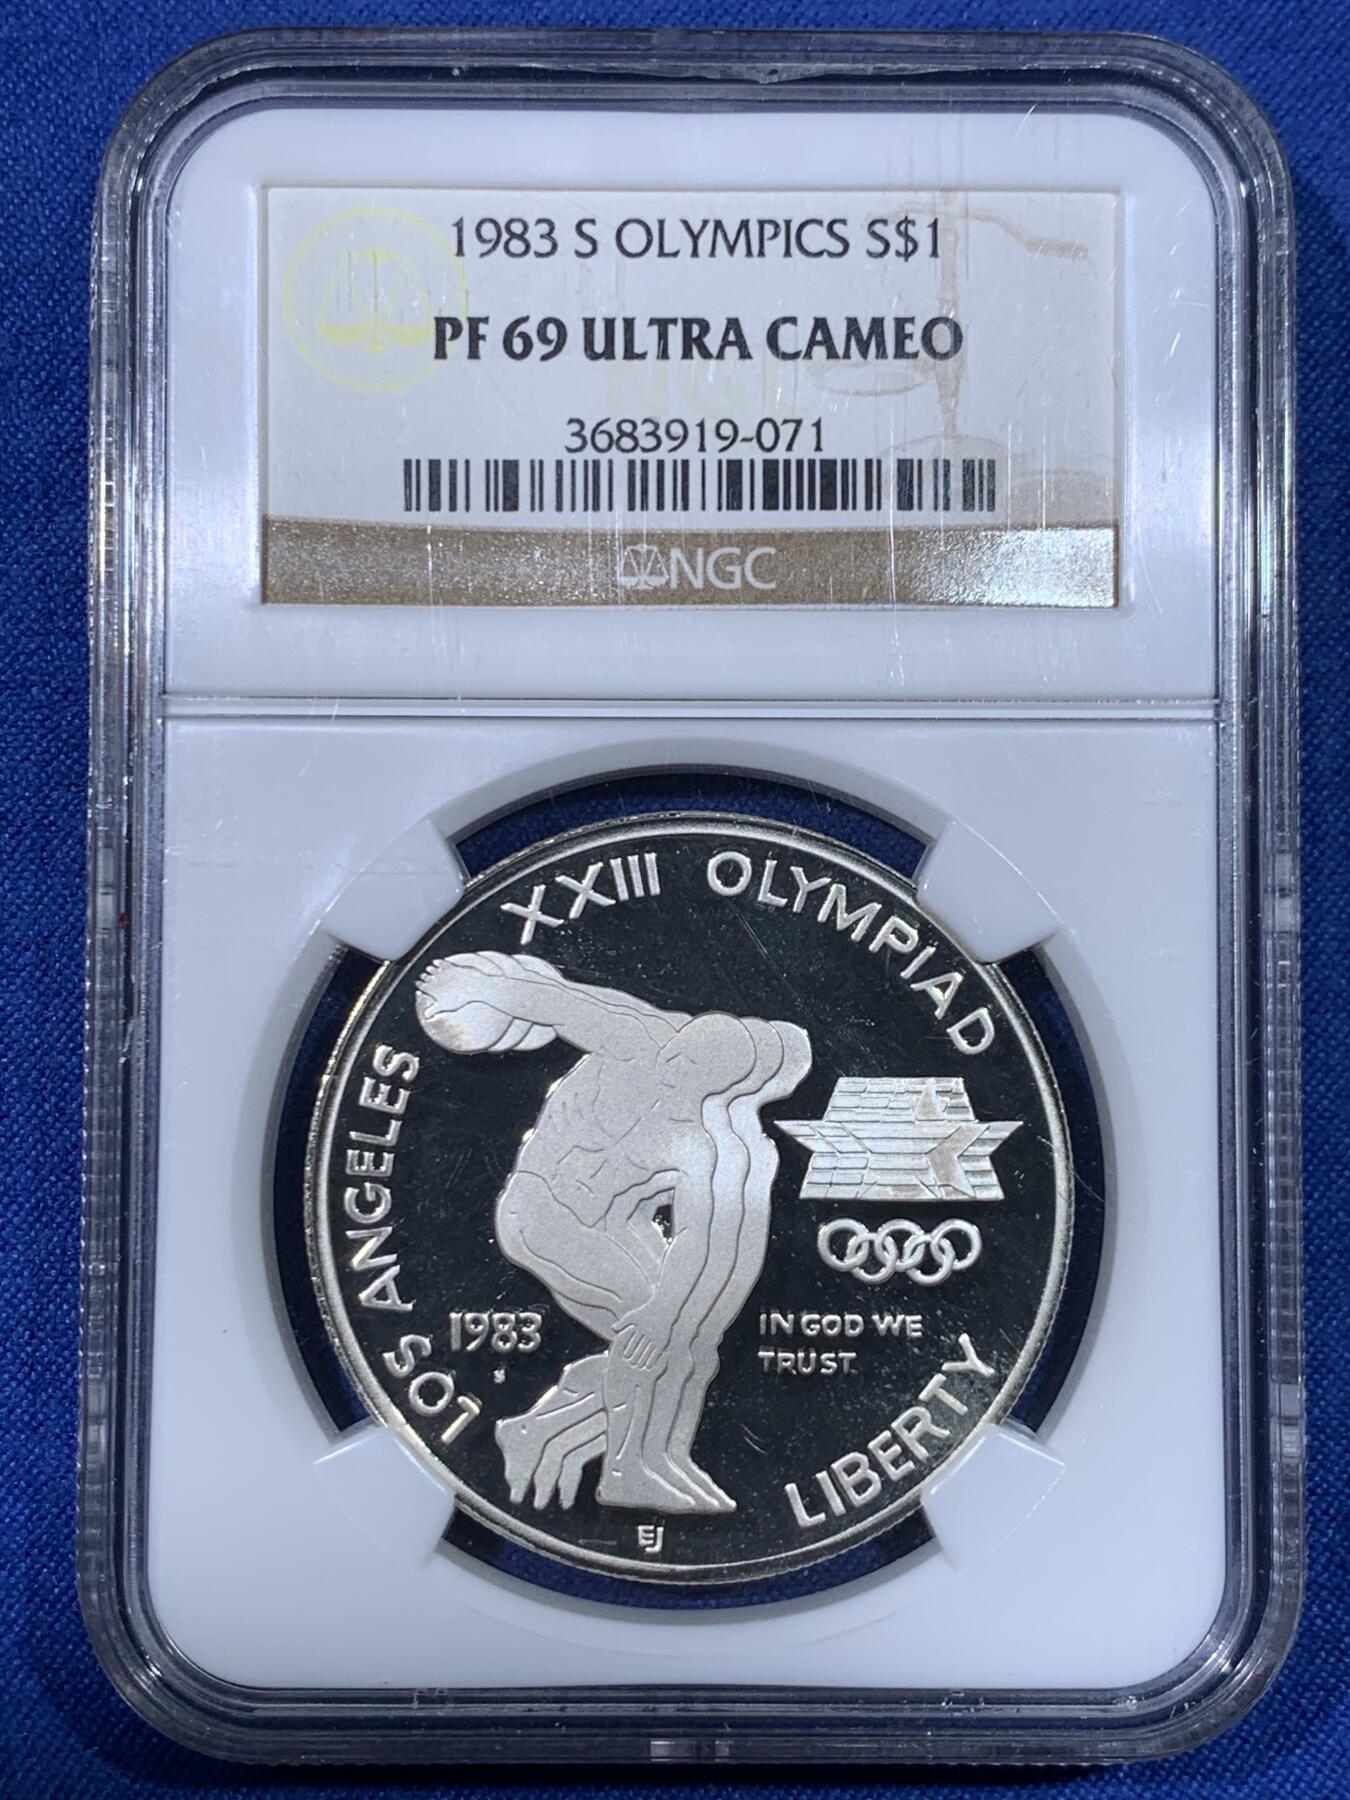 1983 S OLYMPICS S$1
PF 69 ULTRA CAMEO
3683919-071
NGC
XXIII OLYMPIAD
LOS ANGELES
1983
S
IN GOD WE
TRUST
LIBERTY
EJ